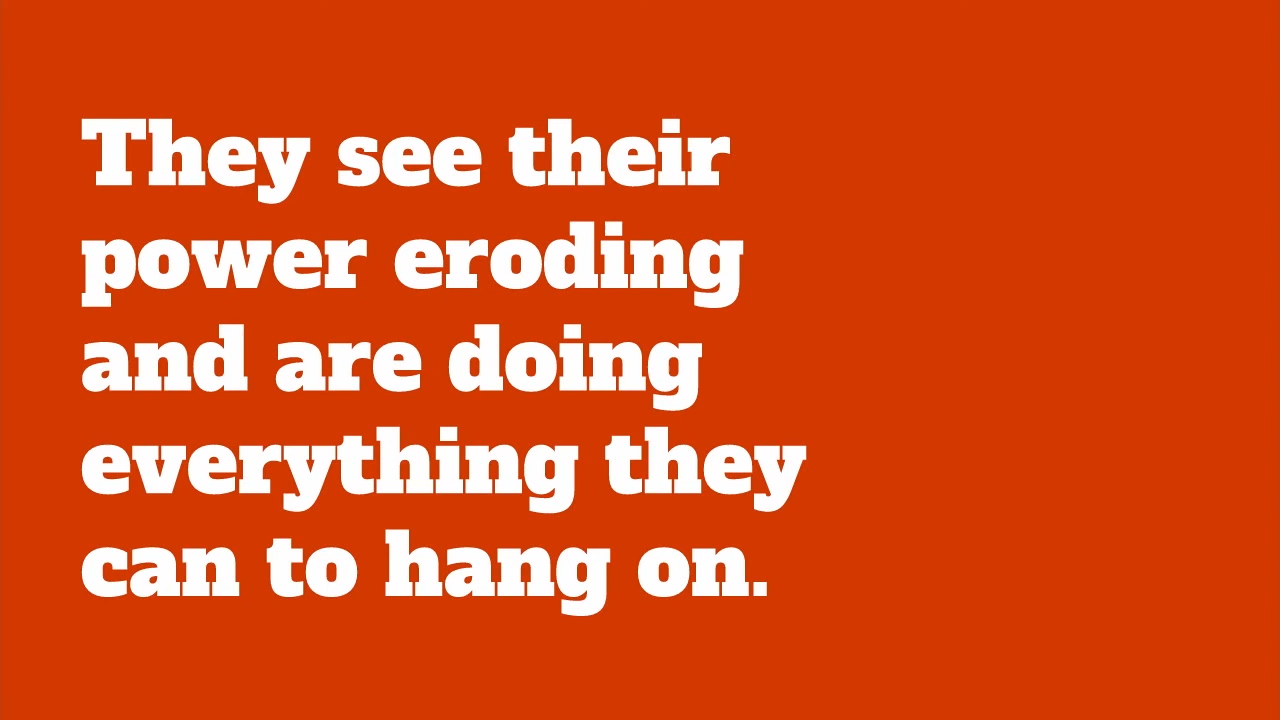 They see their
power eroding
and are doing
everything they
can to hang on.